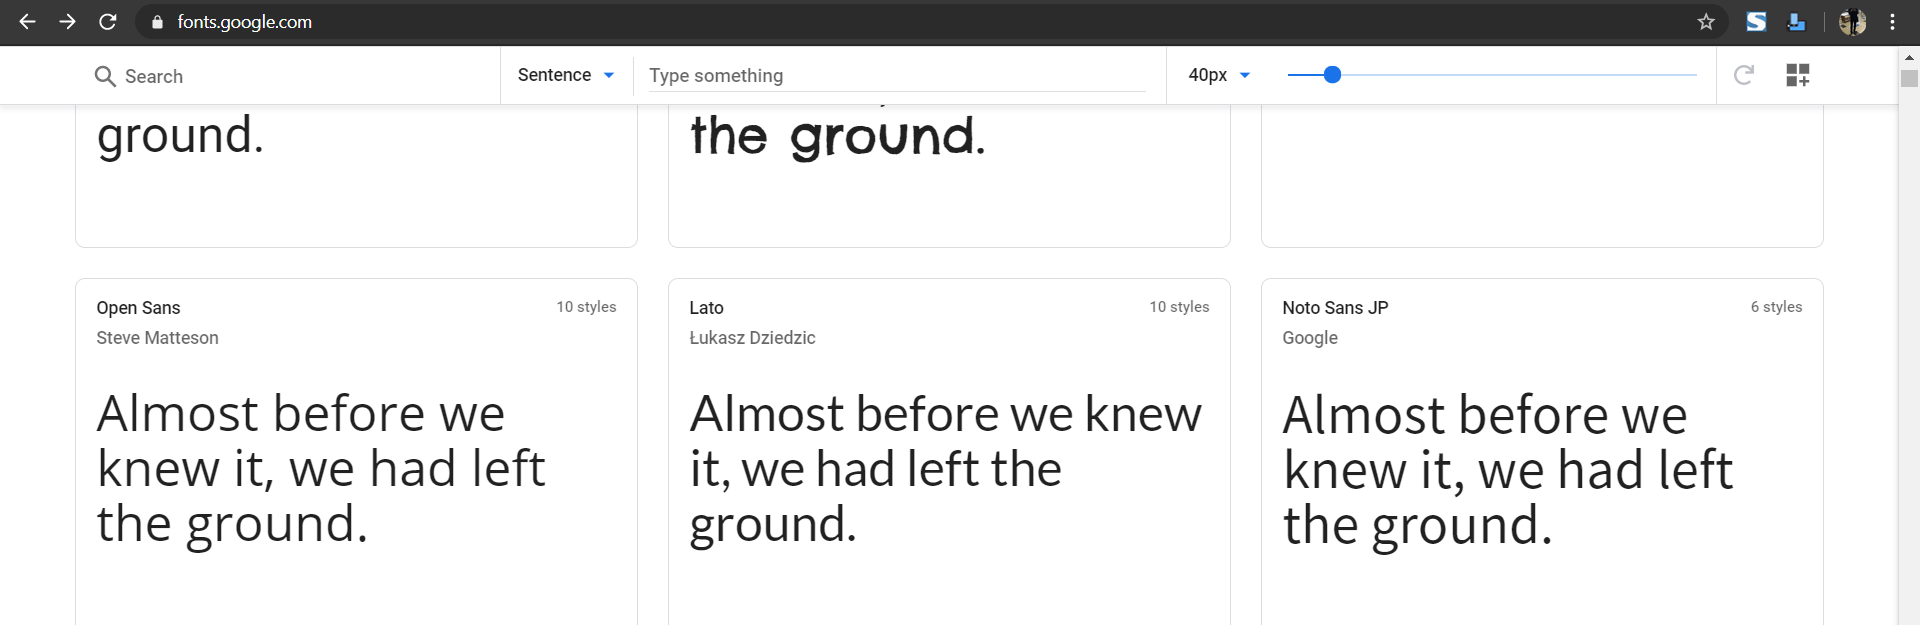 fonts.google.com
Search
Sentence
Type something
40px
ground.
the ground.
Open Sans
10 styles
Steve Matteson
Almost before we
knew it, we had left
the ground.
Lato
10 styles
Łukasz Dziedzic
Almost before we knew
it, we had left the
ground.
Noto Sans JP
6 styles
Google
Almost before we
knew it, we had left
the ground.